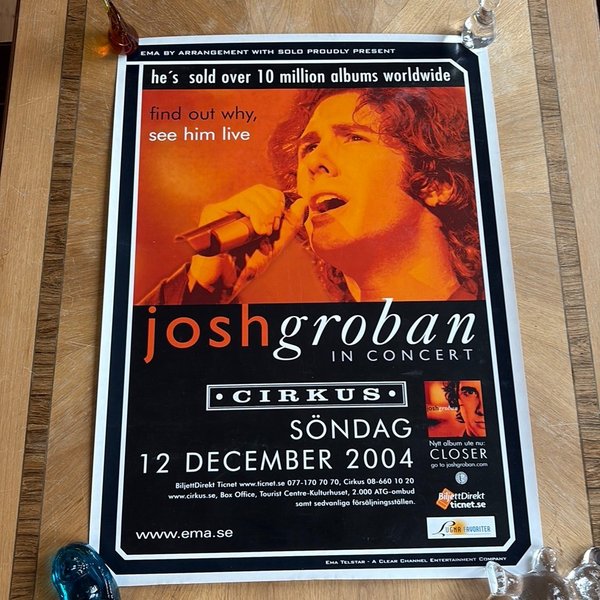 EMA BY ARRANGEMENT WITH SOLO PROUDLY PRESENT
he's sold over 10 million albums worldwide
find out why,
see him live
joshgroban
IN CONCERT
• CIRKUS •
SÖNDAG
12 DECEMBER 2004
BiljettDirekt Ticnet www.ticnet.se 077-170 70 70, Cirkus 08-660 10 20
www.cirkus.se, Box Office, Tourist Centre-Kulturhuset, 2.000 ATG-ombud
samt sedvanliga försäljningsställen.
joshgroban
Nytt album ute nu:
CLOSER
go to joshgroban.com
BiljettDirekt
ticnet.se
LUGNA FAVORITER
www.ema.se
EMA TELSTAR - A CLEAR CHANNEL ENTERTAINMENT COMPANY